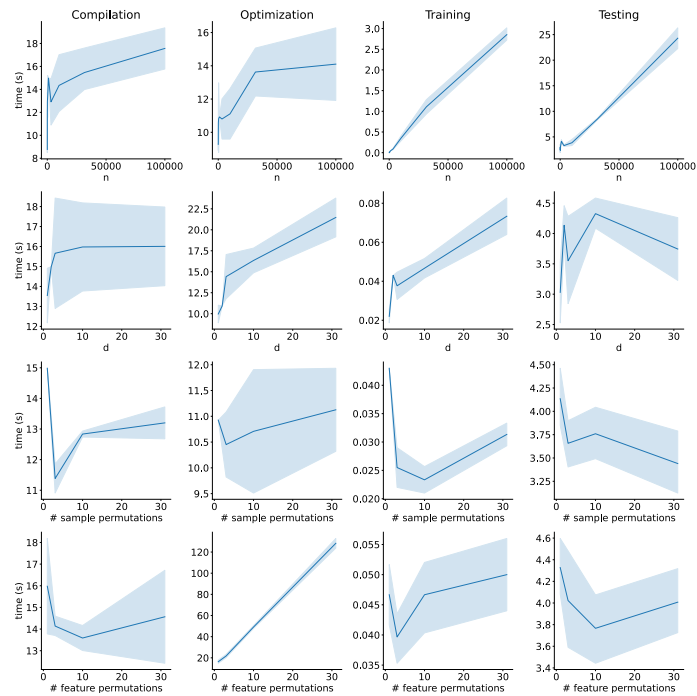 Compilation Optimization Training Testing
18 16 14 12 10 8
16 14 12 10
3.0 2.5 2.0 1.5 1.0 0.5 0.0
25 20 15 10 5
time (s)
0 50000 100000 0 50000 100000 0 50000 100000 0 50000 100000
n n n n
18 17 16 15 14 13 12
22.5 20.0 17.5 15.0 12.5 10.0
0.08 0.06 0.04 0.02
4.5 4.0 3.5 3.0 2.5
time (s)
0 10 20 30 0 10 20 30 0 10 20 30 0 10 20 30
d d d d
15 14 13 12 11
12.0 11.5 11.0 10.5 10.0 9.5
0.040 0.035 0.030 0.025 0.020
4.50 4.25 4.00 3.75 3.50 3.25
time (s)
0 10 20 30 0 10 20 30 0 10 20 30 0 10 20 30
# sample permutations # sample permutations # sample permutations # sample permutations
18 17 16 15 14 13
120 100 80 60 40 20
0.055 0.050 0.045 0.040 0.035
4.6 4.4 4.2 4.0 3.8 3.6 3.4
time (s)
0 10 20 30 0 10 20 30 0 10 20 30 0 10 20 30
# feature permutations # feature permutations # feature permutations # feature permutations